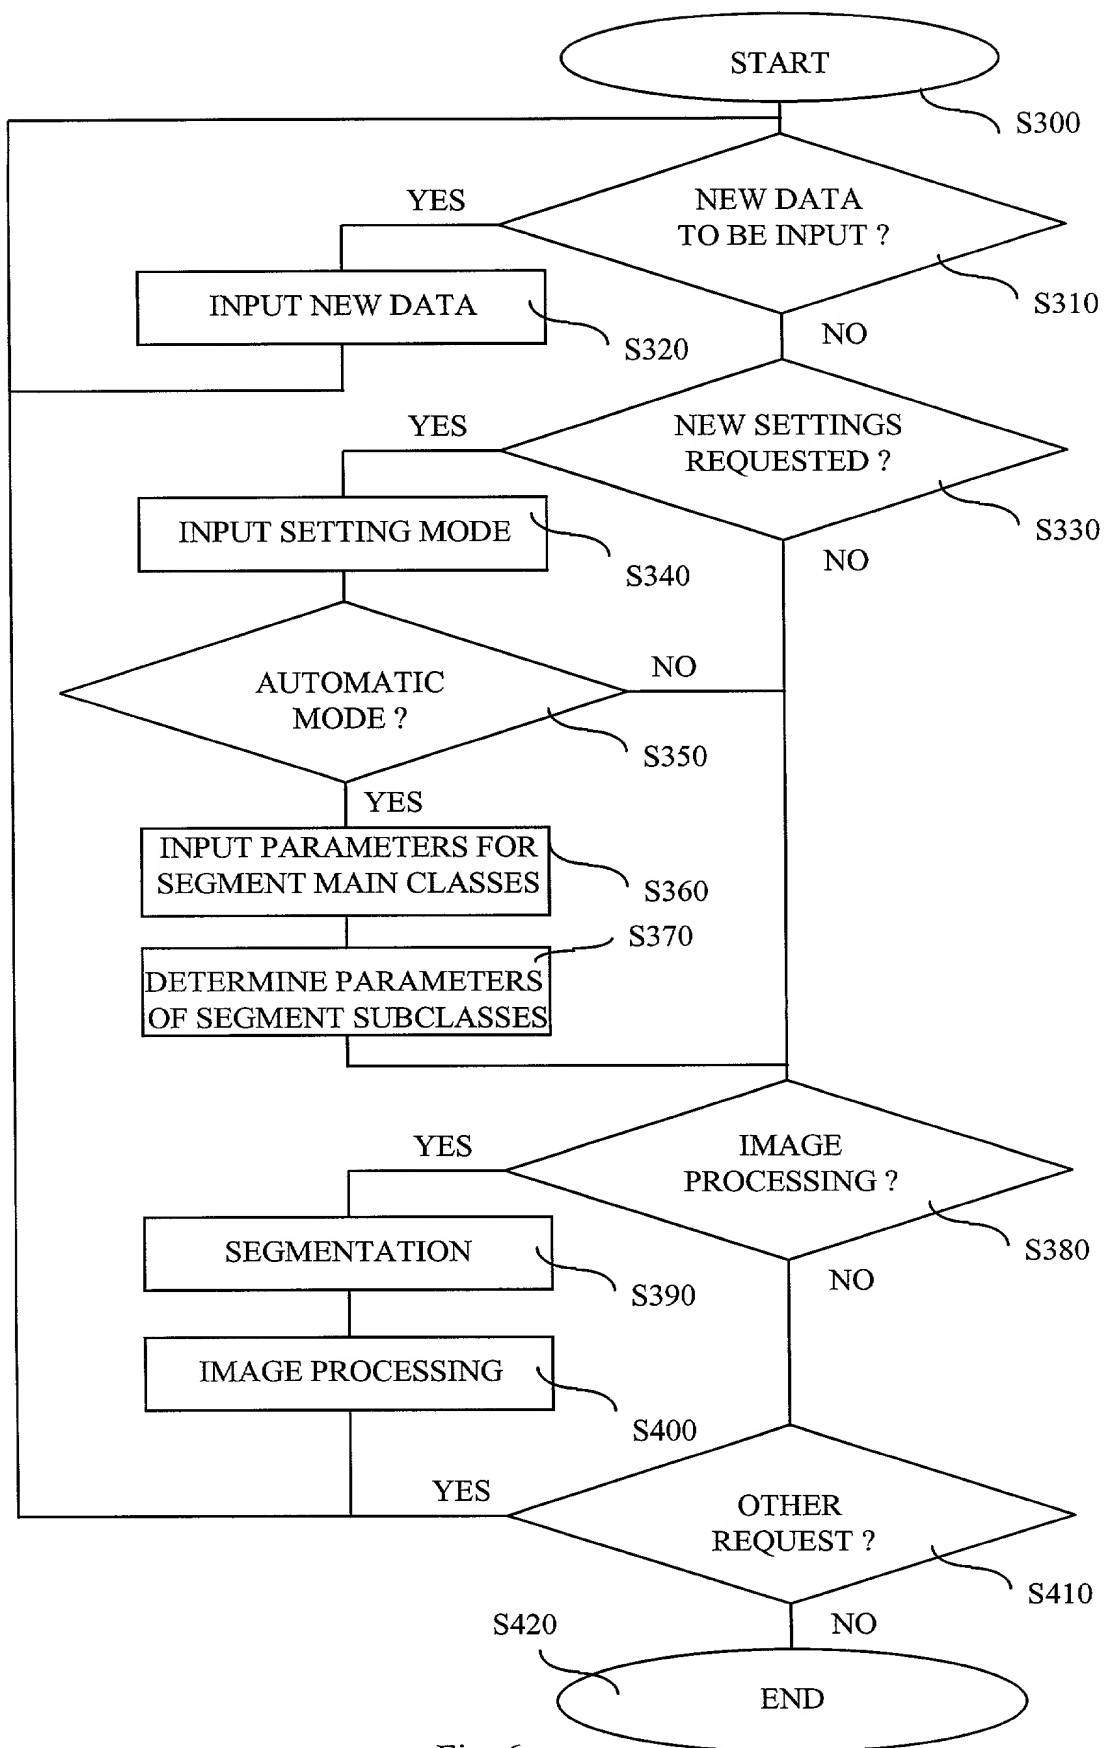 START
S300
YES
NEW DATA
TO BE INPUT ?
S310
INPUT NEW DATA
S320
NO
YES
NEW SETTINGS
REQUESTED ?
S330
INPUT SETTING MODE
S340
NO
AUTOMATIC
MODE ?
NO
S350
YES
INPUT PARAMETERS FOR
SEGMENT MAIN CLASSES
S360
S370
DETERMINE PARAMETERS
OF SEGMENT SUBCLASSES
YES
IMAGE
PROCESSING ?
S380
SEGMENTATION
S390
NO
IMAGE PROCESSING
S400
YES
OTHER
REQUEST ?
S410
NO
S420
END